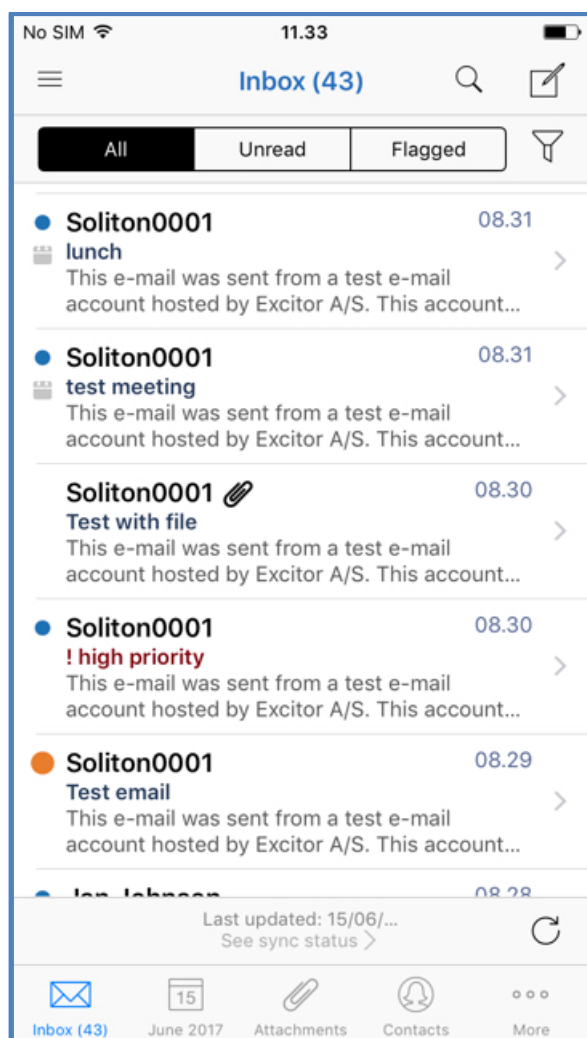 No SIM 11.33
Inbox (43)
All Unread Flagged
Soliton0001 08.31
lunch
This e-mail was sent from a test e-mail
account hosted by Excitor A/S. This account...
Soliton0001 08.31
test meeting
This e-mail was sent from a test e-mail
account hosted by Excitor A/S. This account...
Soliton0001 08.30
Test with file
This e-mail was sent from a test e-mail
account hosted by Excitor A/S. This account...
Soliton0001 08.30
! high priority
This e-mail was sent from a test e-mail
account hosted by Excitor A/S. This account...
Soliton0001 08.29
Test email
This e-mail was sent from a test e-mail
account hosted by Excitor A/S. This account...
08.28
Last updated: 15/06/...
See sync status
15
Inbox (43) June 2017 Attachments Contacts More